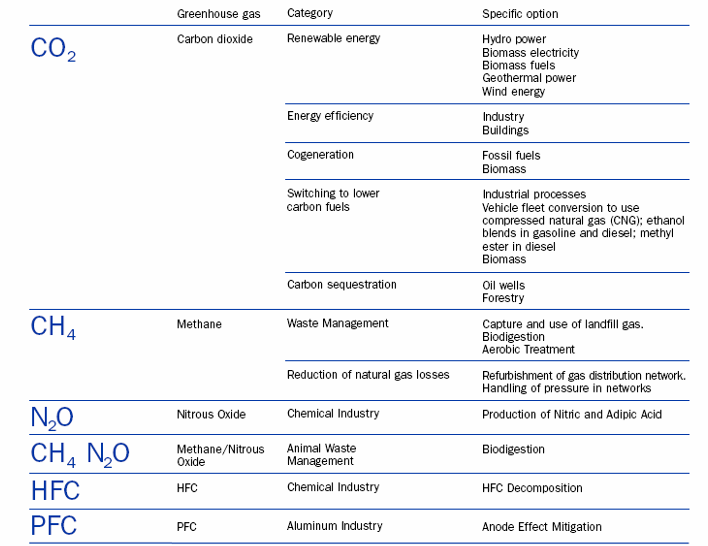 Greenhouse gas Category Specific option
CO2 Carbon dioxide Renewable energy Hydro power
Biomass electricity
Biomass fuels
Geothermal power
Wind energy
Energy efficiency Industry
Buildings
Cogeneration Fossil fuels
Biomass
Switching to lower Industrial processes
carbon fuels Vehicle fleet conversion to use
compressed natural gas (CNG); ethanol
blends in gasoline and diesel; methyl
ester in diesel
Biomass
Carbon sequestration Oil wells
Forestry
CH4 Methane Waste Management Capture and use of landfill gas.
Biodigestion
Aerobic Treatment
Reduction of natural gas losses Refurbishment of gas distribution network.
Handling of pressure in networks
N2O Nitrous Oxide Chemical Industry Production of Nitric and Adipic Acid
CH4 N2O Methane/Nitrous Animal Waste Biodigestion
Oxide Management
HFC HFC Chemical Industry HFC Decomposition
PFC PFC Aluminum Industry Anode Effect Mitigation